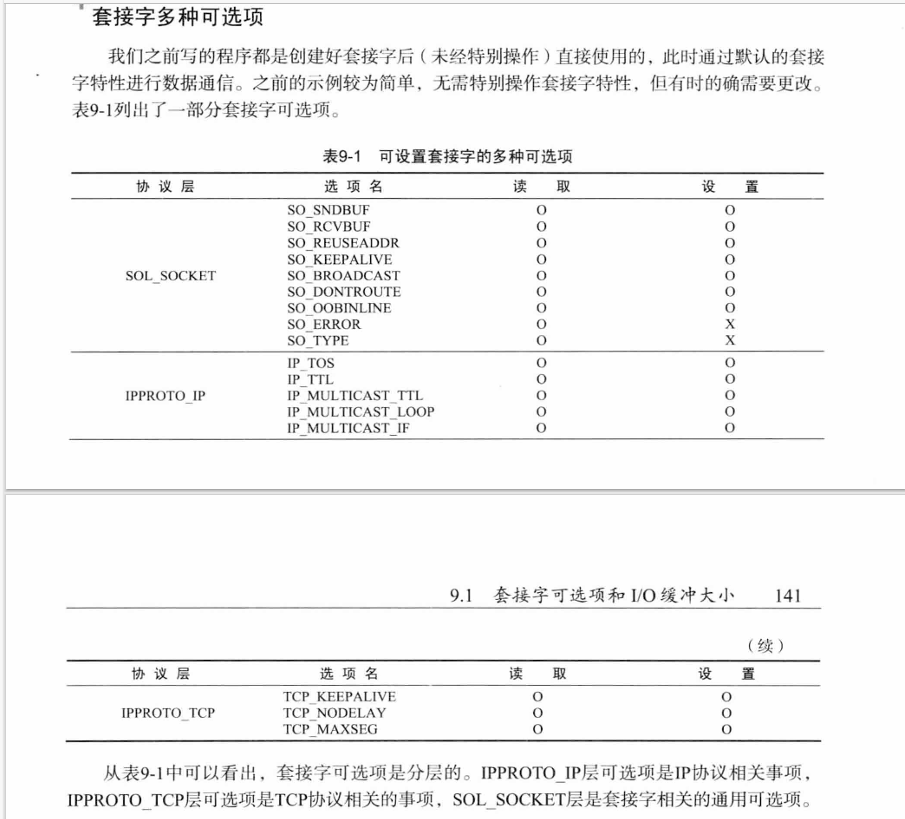 套接字多种可选项
我们之前写的程序都是创建好套接字后（未经特别操作）直接使用的，此时通过默认的套接
字特性进行数据通信。之前的示例较为简单，无需特别操作套接字特性，但有时的确需要更改。
表9-1列出了一部分套接字可选项。
表9-1 可设置套接字的多种可选项
协议层 选项名 读取 设置
SO_SNDBUF O O
SO_RCVBUF O O
SO_REUSEADDR O O
SO_KEEPALIVE O O
SOL_SOCKET SO_BROADCAST O O
SO_DONTROUTE O O
SO_OOBINLINE O O
SO_ERROR O X
SO_TYPE O X
IP_TOS O O
IP_TTL O O
IPPROTO_IP IP_MULTICAST_TTL O O
IP_MULTICAST_LOOP O O
IP_MULTICAST_IF O O
9.1 套接字可选项和 I/O 缓冲大小 141
（续）
协议层 选项名 读取 设置
TCP_KEEPALIVE O O
IPPROTO_TCP TCP_NODELAY O O
TCP_MAXSEG O O
从表9-1中可以看出，套接字可选项是分层的。IPPROTO_IP层可选项是IP协议相关事项，
IPPROTO_TCP层可选项是TCP协议相关的事项，SOL_SOCKET层是套接字相关的通用可选项。